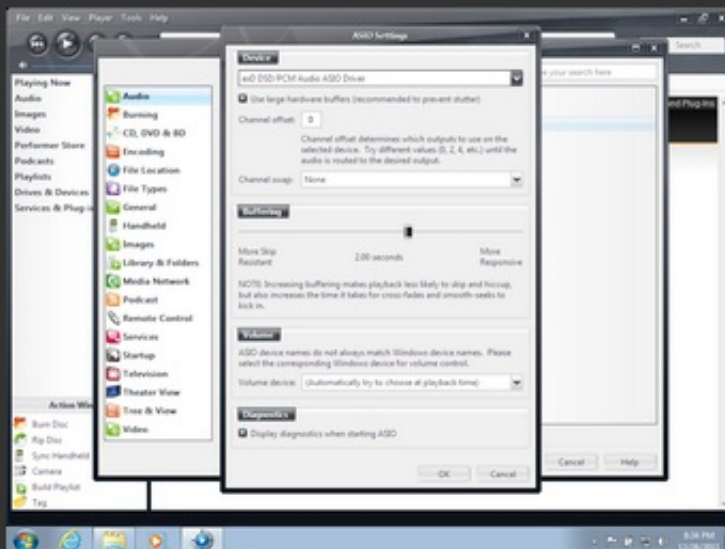 File Edit View Player Tools Help
ASIO Settings
Search
Playing Now
Audio
Images
Video
Performer Store
Podcasts
Playlists
Drives & Devices
Services & Plug-in
Audio
Burning
CD, DVD & BD
Encoding
File Location
File Types
General
Handheld
Images
Library & Folders
Media Network
Podcast
Remote Control
Services
Startup
Television
Theater View
Tree & View
Video
Device
exD DSD/PCM Audio ASIO Driver
Use large hardware buffers (recommended to prevent stutter)
Channel offset: 0
Channel offset determines which outputs to use on the
selected device. Try different values (0, 2, 4, etc.) until the
audio is routed to the desired output.
Channel swap: None
Buffering
More Skip
Resistant
2.00 seconds
More
Responsive
NOTE: Increasing buffering makes playback less likely to skip and hiccup,
but also increases the time it takes for cross-fades and smooth-seeks to
kick in.
Volume
ASIO device names do not always match Windows device names. Please
select the corresponding Windows device for volume control.
Volume device: (Automatically try to choose at playback time)
Diagnostics
Display diagnostics when starting ASIO
OK Cancel
your search here
nd Plug-Ins
Cancel Help
Action Wi
Burn Disc
Rip Disc
Sync Handheld
Camera
Build Playlist
Tag
8:34 PM